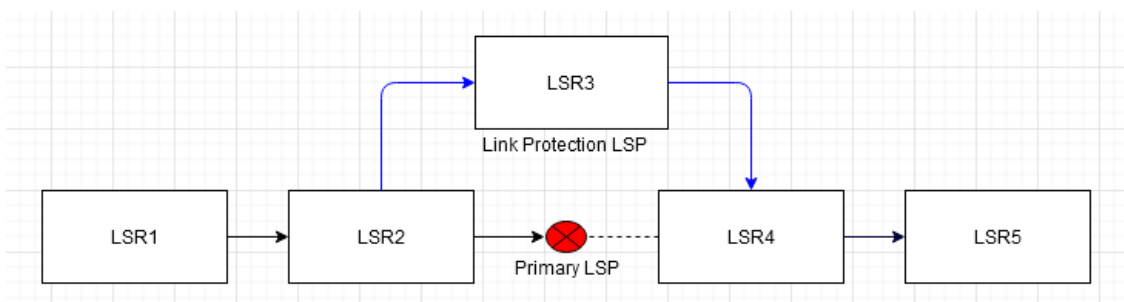 LSR3
Link Protection LSP
LSR1
LSR2
LSR4
LSR5
Primary LSP